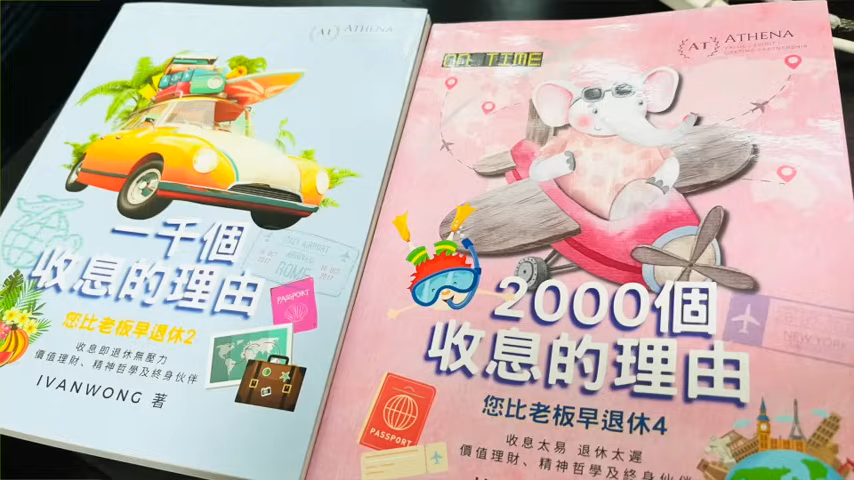 ATHENA
一千個
收息的理由
您比老板早退休2
收息即退休無壓力
價值理財、精神哲學及終身伙伴
IVANWONG 著
ROME
PASSPORT
ON TIME
AT ATHENA
2000個
收息的理由
您比老板早退休4
收息太易 退休太遲
價值理財、精神哲學及終身伙伴
PASSPORT
NEW YORK